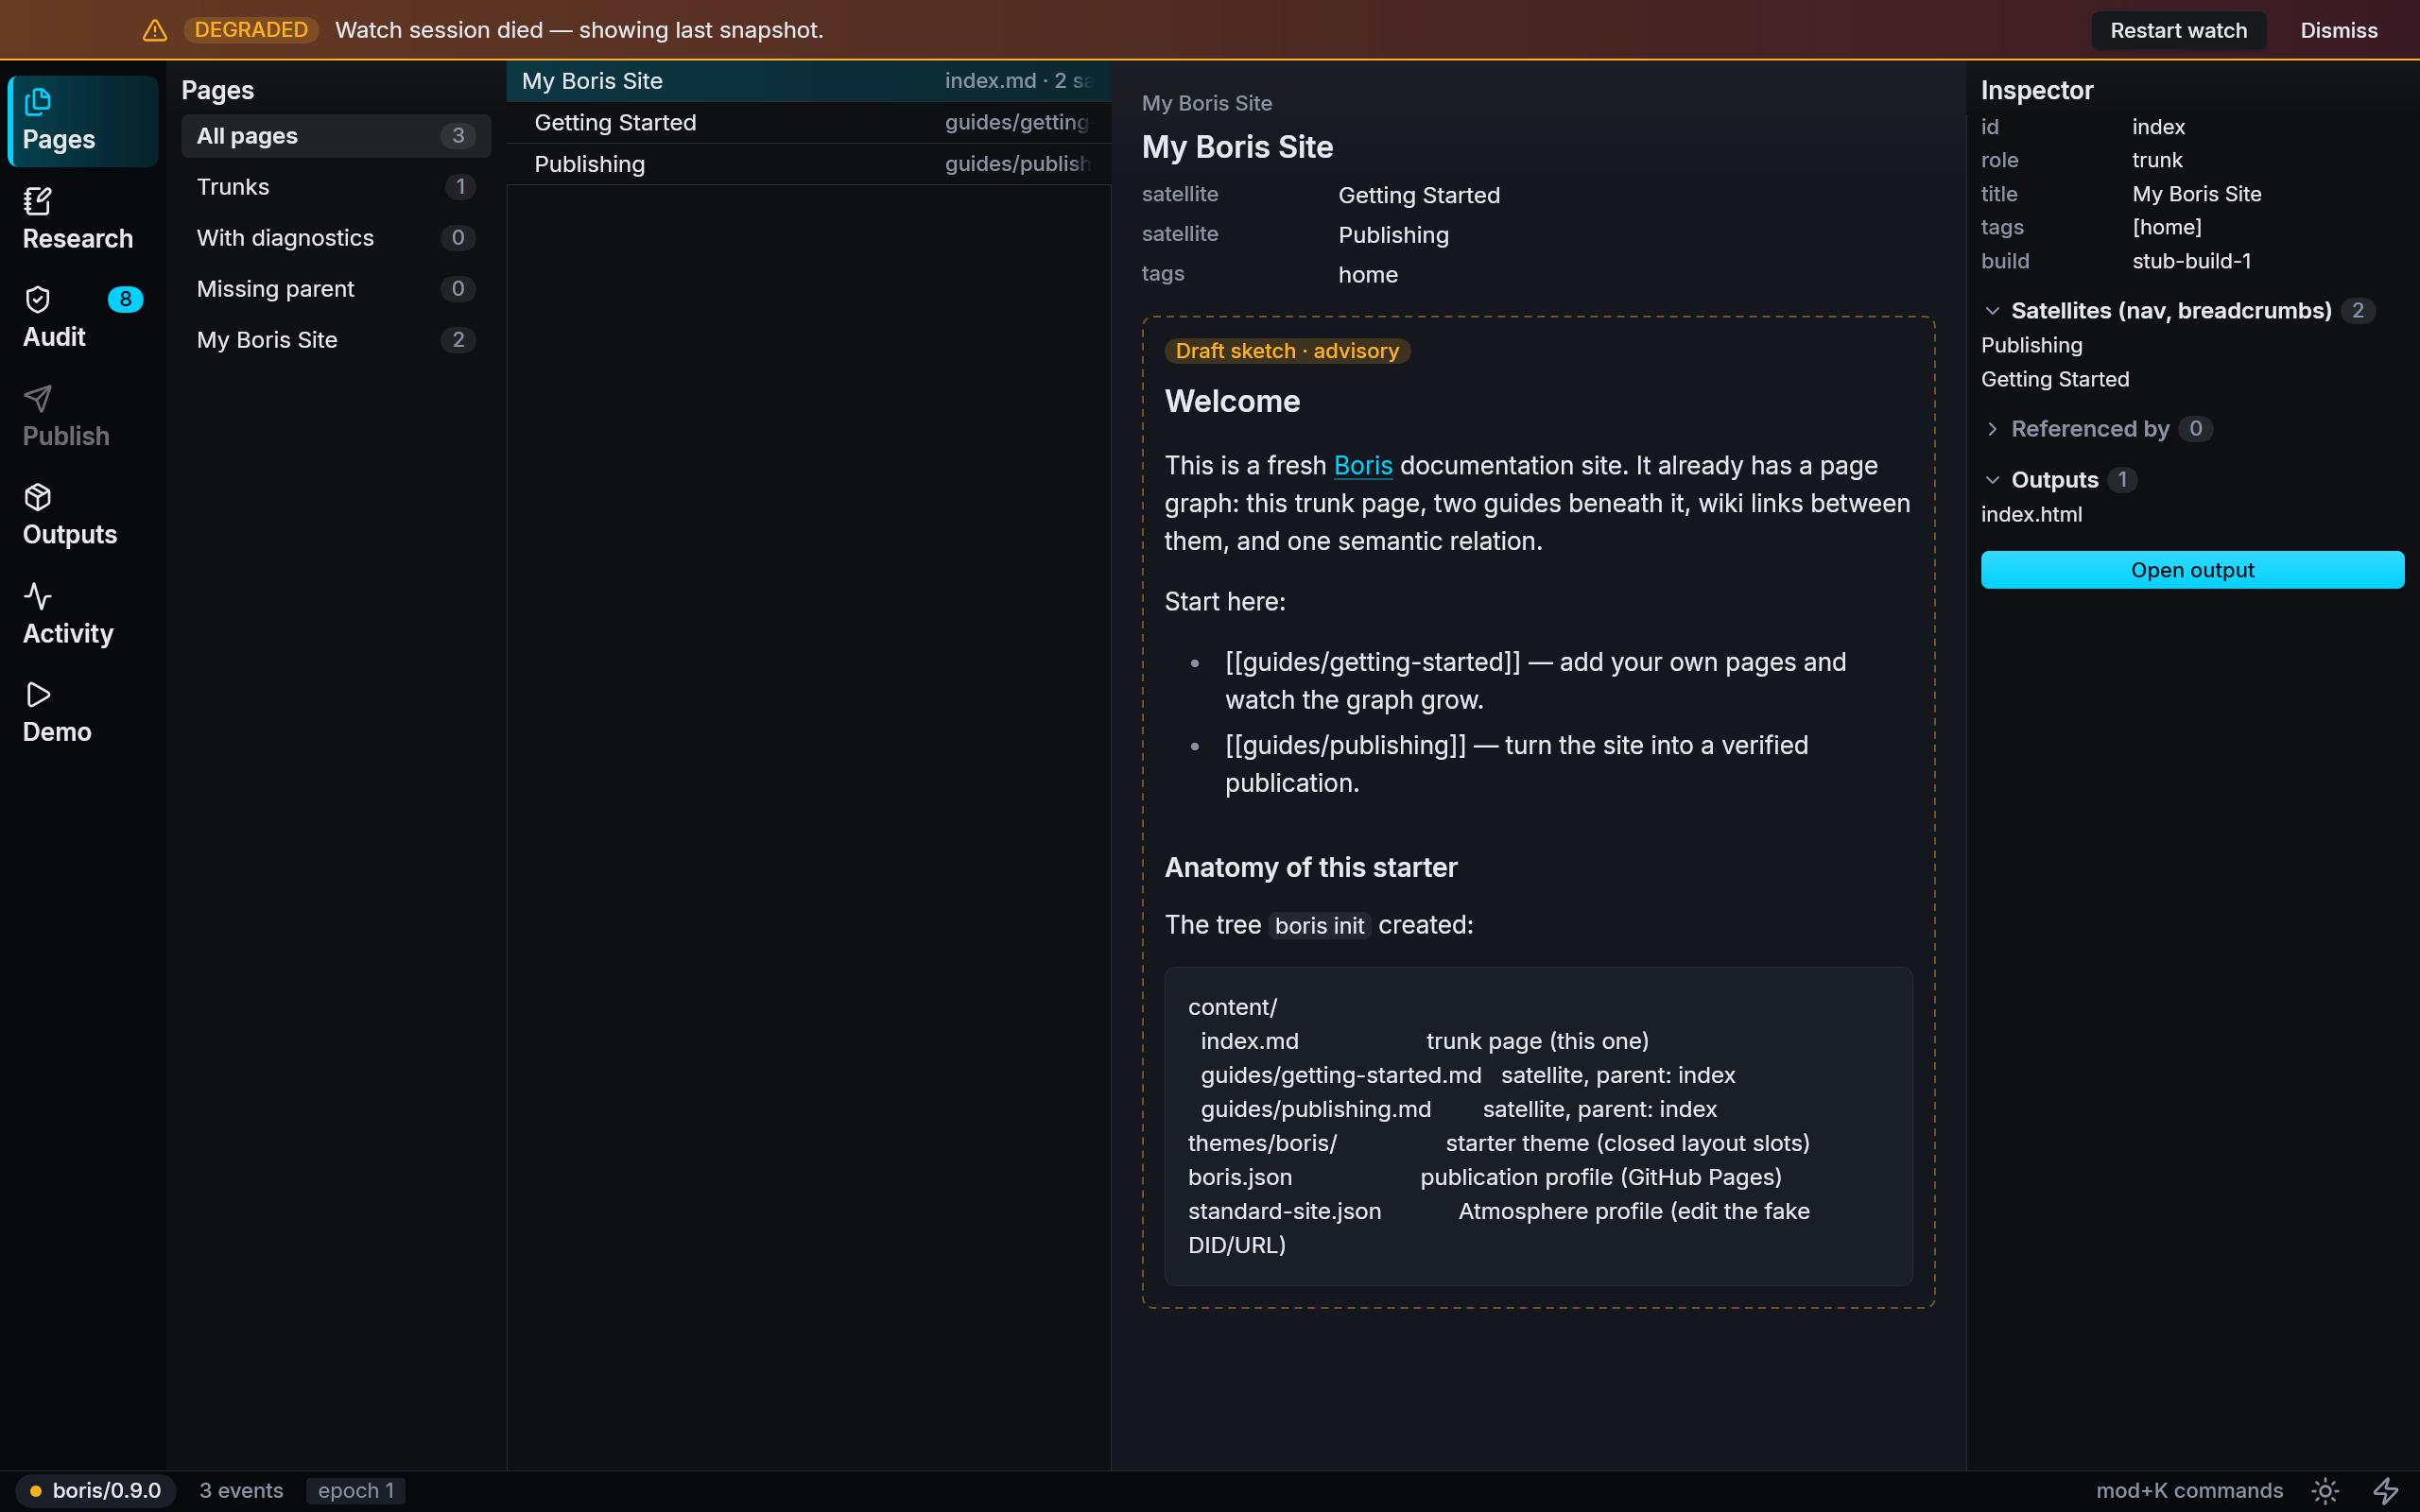 DEGRADED Watch session died — showing last snapshot.
Restart watch
Dismiss
Pages
Research
8
Audit
Publish
Outputs
Activity
Demo
Pages
All pages 3
Trunks 1
With diagnostics 0
Missing parent 0
My Boris Site 2
My Boris Site index.md · 2 sa
Getting Started guides/getting
Publishing guides/publish
My Boris Site
My Boris Site
satellite Getting Started
satellite Publishing
tags home
Draft sketch · advisory
Welcome
This is a fresh Boris documentation site. It already has a page
graph: this trunk page, two guides beneath it, wiki links between
them, and one semantic relation.
Start here:
• [[guides/getting-started]] — add your own pages and
watch the graph grow.
• [[guides/publishing]] — turn the site into a verified
publication.
Anatomy of this starter
The tree boris init created:
content/
index.md trunk page (this one)
guides/getting-started.md satellite, parent: index
guides/publishing.md satellite, parent: index
themes/boris/ starter theme (closed layout slots)
boris.json publication profile (GitHub Pages)
standard-site.json Atmosphere profile (edit the fake
DID/URL)
Inspector
id index
role trunk
title My Boris Site
tags [home]
build stub-build-1
Satellites (nav, breadcrumbs) 2
Publishing
Getting Started
Referenced by 0
Outputs 1
index.html
Open output
boris/0.9.0 3 events epoch 1
mod+K commands